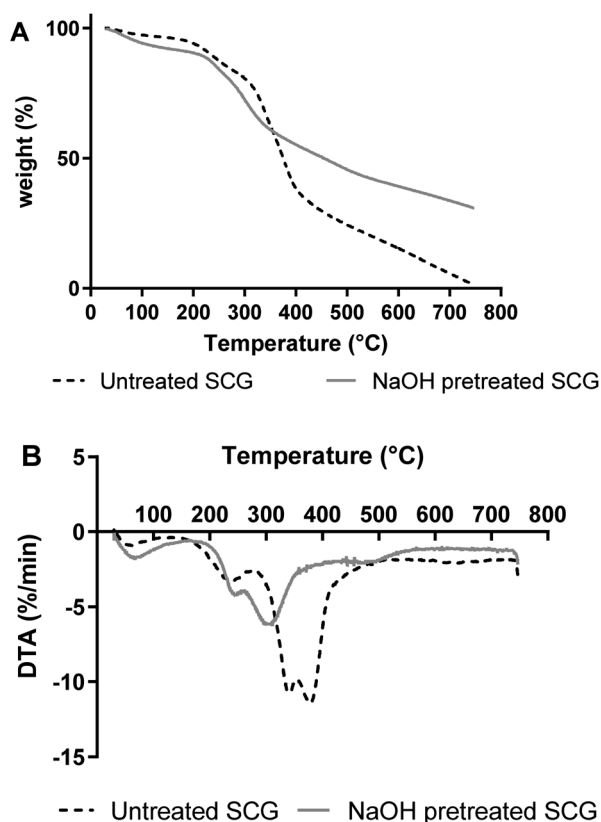 A
100
50
0
weight (%)
0 100 200 300 400 500 600 700 800
Temperature (°C)
Untreated SCG NaOH pretreated SCG
B
Temperature (°C)
5
0
-5
-10
-15
DTA (%/min)
100 200 300 400 500 600 700 800
Untreated SCG NaOH pretreated SCG